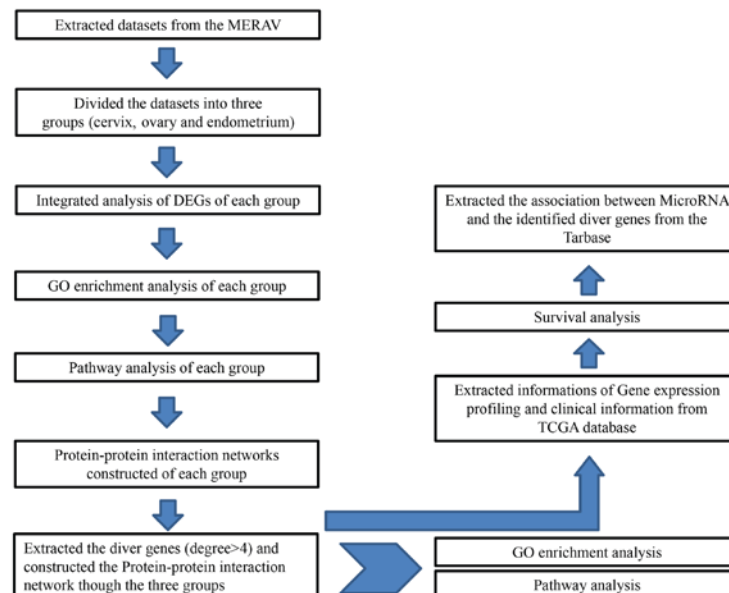 Extracted datasets from the MERAV
Divided the datasets into three
groups (cervix, ovary and endometrium)
Integrated analysis of DEGs of each group
GO enrichment analysis of each group
Pathway analysis of each group
Protein-protein interaction networks
constructed of each group
Extracted the diver genes (degree>4) and
constructed the Protein-protein interaction
network though the three groups
Extracted the association between MicroRNA
and the identified diver genes from the
Tarbase
Survival analysis
Extracted informations of Gene expression
profiling and clinical information from
TCGA database
GO enrichment analysis
Pathway analysis